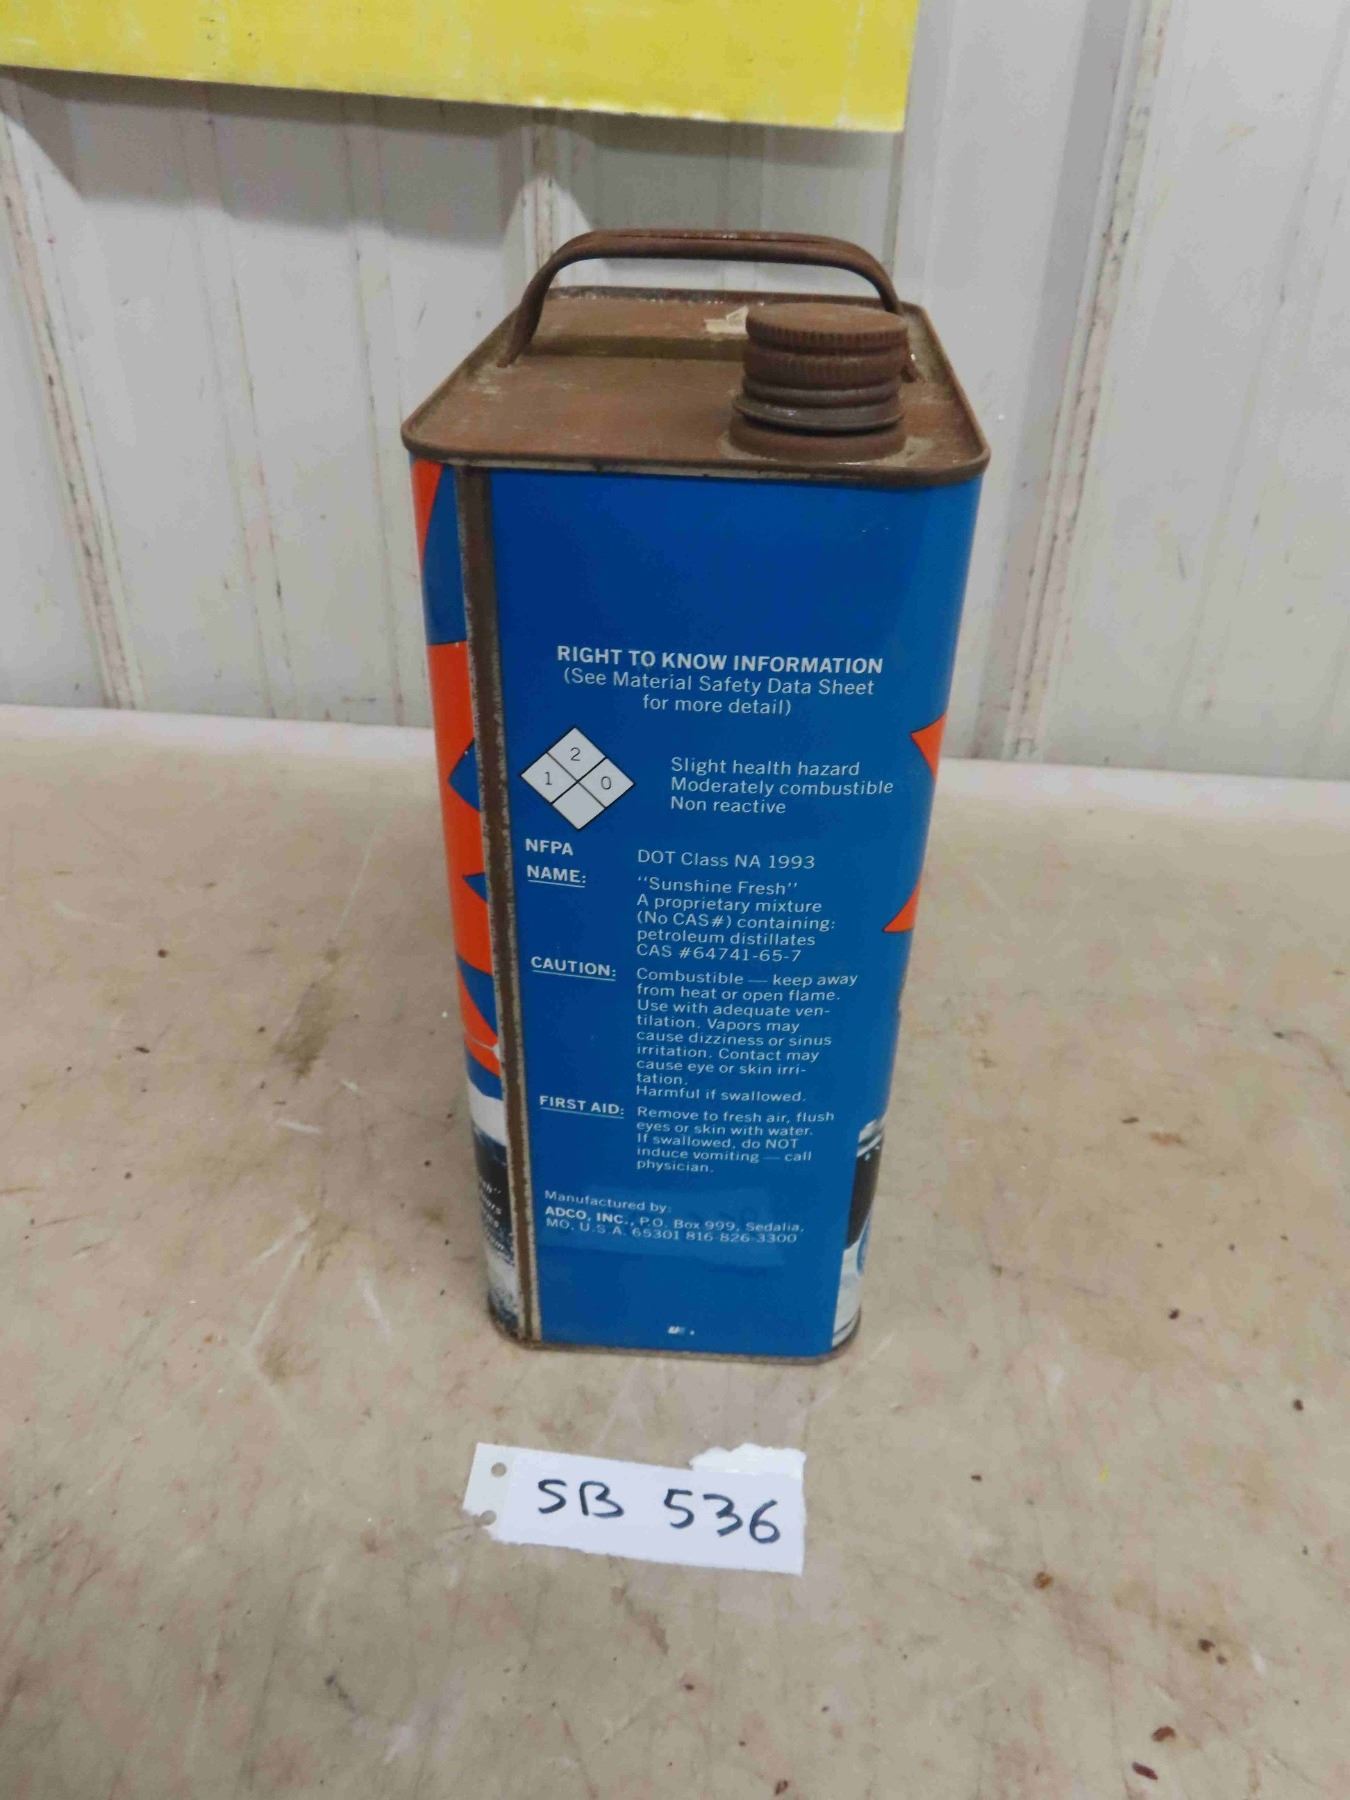 RIGHT TO KNOW INFORMATION
(See Material Safety Data Sheet
for more detail)
2
1 0
Slight health hazard
Moderately combustible
Non reactive
NFPA
DOT Class NA 1993
NAME:
"Sunshine Fresh"
A proprietary mixture
(No CAS#) containing:
petroleum distillates
CAS #64741-65-7
CAUTION:
Combustible — keep away
from heat or open flame.
Use with adequate ven-
tilation. Vapors may
cause dizziness or sinus
irritation. Contact may
cause eye or skin irri-
tation.
Harmful if swallowed.
FIRST AID:
Remove to fresh air, flush
eyes or skin with water.
If swallowed, do NOT
induce vomiting — call
physician.
Manufactured by:
ADCO, INC., P.O. Box 999, Sedalia,
MO. U.S.A. 65301 816-826-3300
SB 536